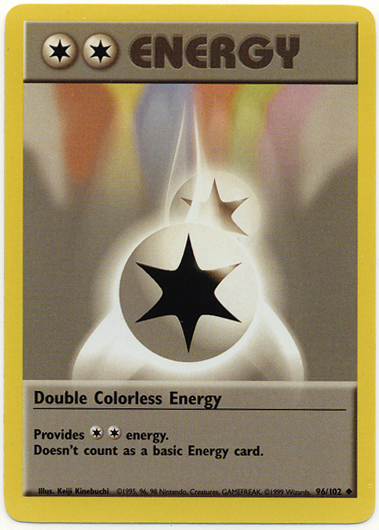 ENERGY
Double Colorless Energy
Provides energy.
Doesn't count as a basic Energy card.
Illus. Keiji Kinebuchi ©1995, 96, 98 Nintendo, Creatures, GAMEFREAK. ©1999 Wizards. 96/102